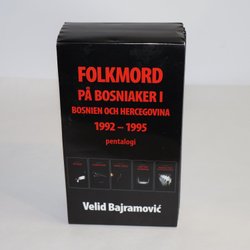 FOLKMORD
PÅ BOSNIAKER I
BOSNIEN OCH HERCEGOVINA
1992 – 1995
pentalogi
Velid Bajramović